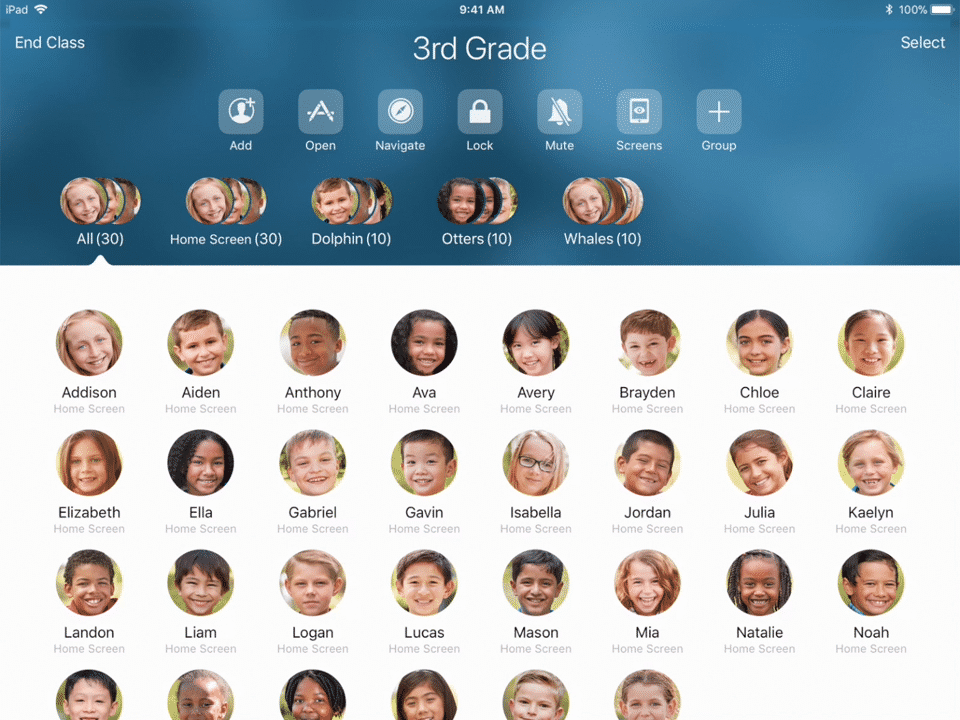 iPad 9:41 AM 100%
End Class 3rd Grade Select
Add Open Navigate Lock Mute Screens Group
All (30) Home Screen (30) Dolphin (10) Otters (10) Whales (10)
Addison Aiden Anthony Ava Avery Brayden Chloe Claire
Home Screen Home Screen Home Screen Home Screen Home Screen Home Screen Home Screen Home Screen
Elizabeth Ella Gabriel Gavin Isabella Jordan Julia Kaelyn
Home Screen Home Screen Home Screen Home Screen Home Screen Home Screen Home Screen Home Screen
Landon Liam Logan Lucas Mason Mia Natalie Noah
Home Screen Home Screen Home Screen Home Screen Home Screen Home Screen Home Screen Home Screen